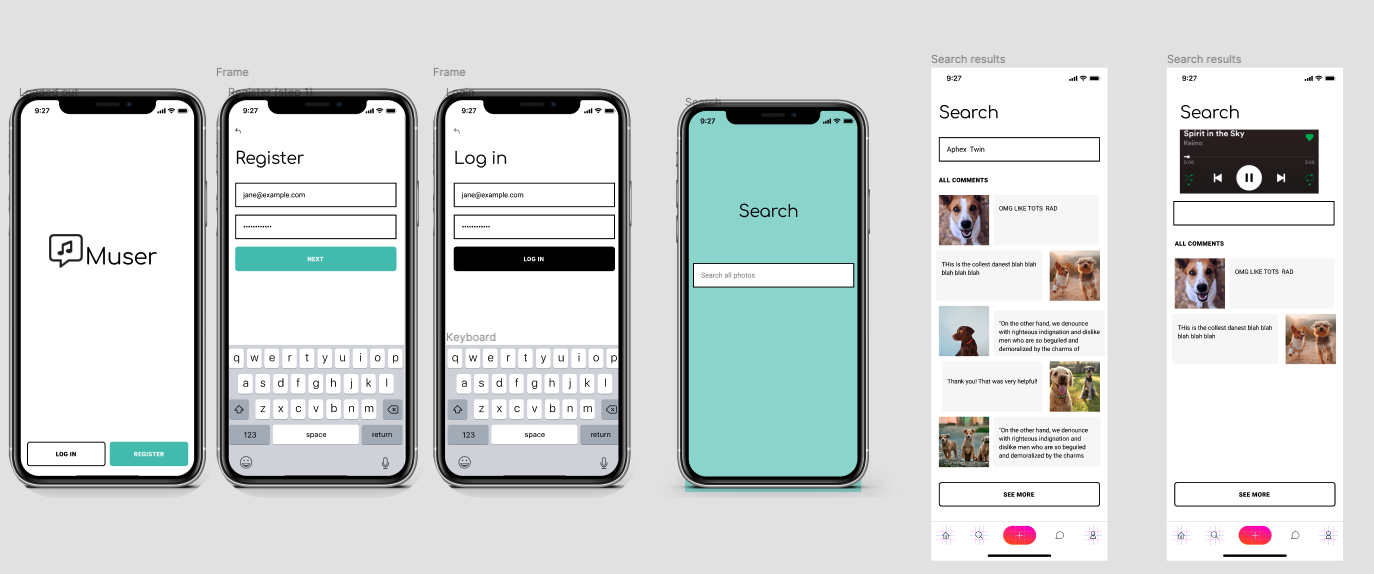 Logged out
9:27
Muser
LOG IN
REGISTER
Frame
Register (step 1)
9:27
Register
jane@example.com
NEXT
q w e r t y u i o p
a s d f g h j k l
z x c v b n m
123 space return
Frame
Login
9:27
Log in
jane@example.com
LOG IN
Keyboard
q w e r t y u i o p
a s d f g h j k l
z x c v b n m
123 space return
Search
9:27
Search
Search all photos
Search results
9:27
Search
Aphex Twin
ALL COMMENTS
OMG LIKE TOTS RAD
THis is the collest danest blah blah
blah blah blah
"On the other hand, we denounce
with righteous indignation and dislike
men who are so beguiled and
demoralized by the charms of
Thank you! That was very helpful!
"On the other hand, we denounce
with righteous indignation and
dislike men who are so beguiled
and demoralized by the charms
SEE MORE
Search results
9:27
Search
Spirit in the Sky
Keiino
0:06
3:00
ALL COMMENTS
OMG LIKE TOTS RAD
THis is the collest danest blah blah
blah blah blah
SEE MORE